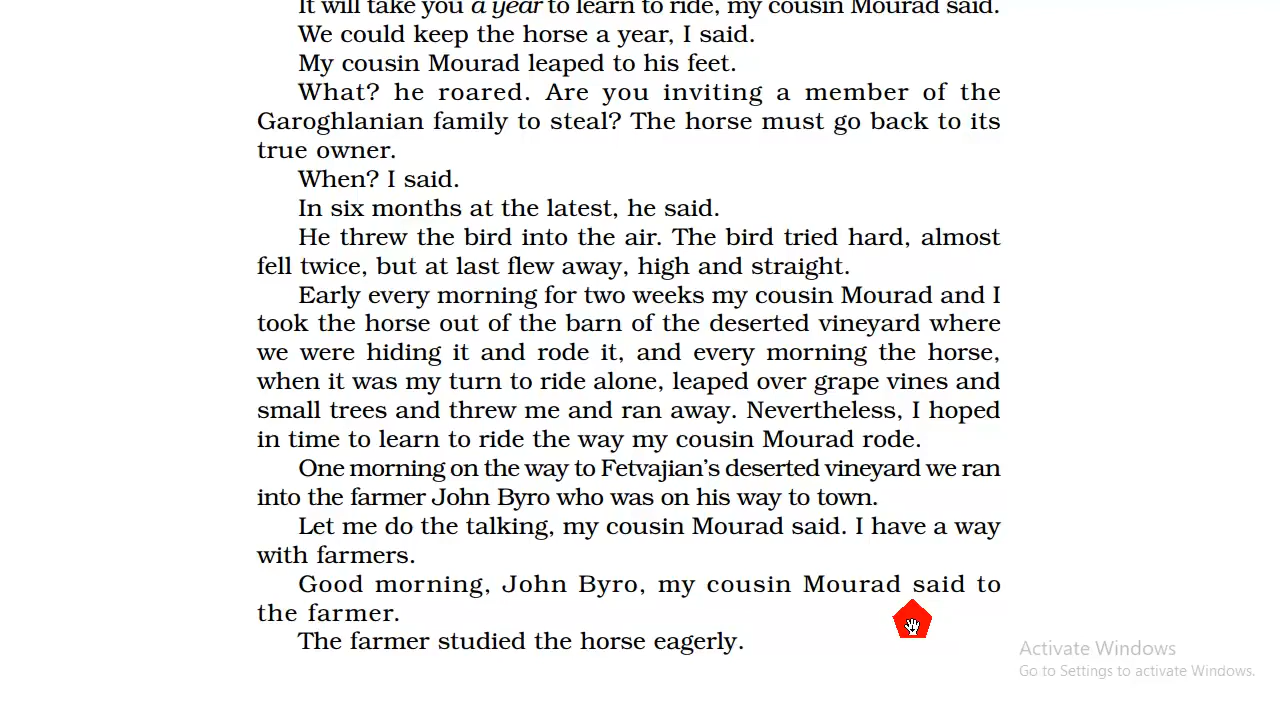 It will take you a year to learn to ride, my cousin Mourad said.
We could keep the horse a year, I said.
My cousin Mourad leaped to his feet.
What? he roared. Are you inviting a member of the
Garoghlanian family to steal? The horse must go back to its
true owner.
When? I said.
In six months at the latest, he said.
He threw the bird into the air. The bird tried hard, almost
fell twice, but at last flew away, high and straight.
Early every morning for two weeks my cousin Mourad and I
took the horse out of the barn of the deserted vineyard where
we were hiding it and rode it, and every morning the horse,
when it was my turn to ride alone, leaped over grape vines and
small trees and threw me and ran away. Nevertheless, I hoped
in time to learn to ride the way my cousin Mourad rode.
One morning on the way to Fetvajian’s deserted vineyard we ran
into the farmer John Byro who was on his way to town.
Let me do the talking, my cousin Mourad said. I have a way
with farmers.
Good morning, John Byro, my cousin Mourad said to
the farmer.
The farmer studied the horse eagerly.
Activate Windows
Go to Settings to activate Windows.